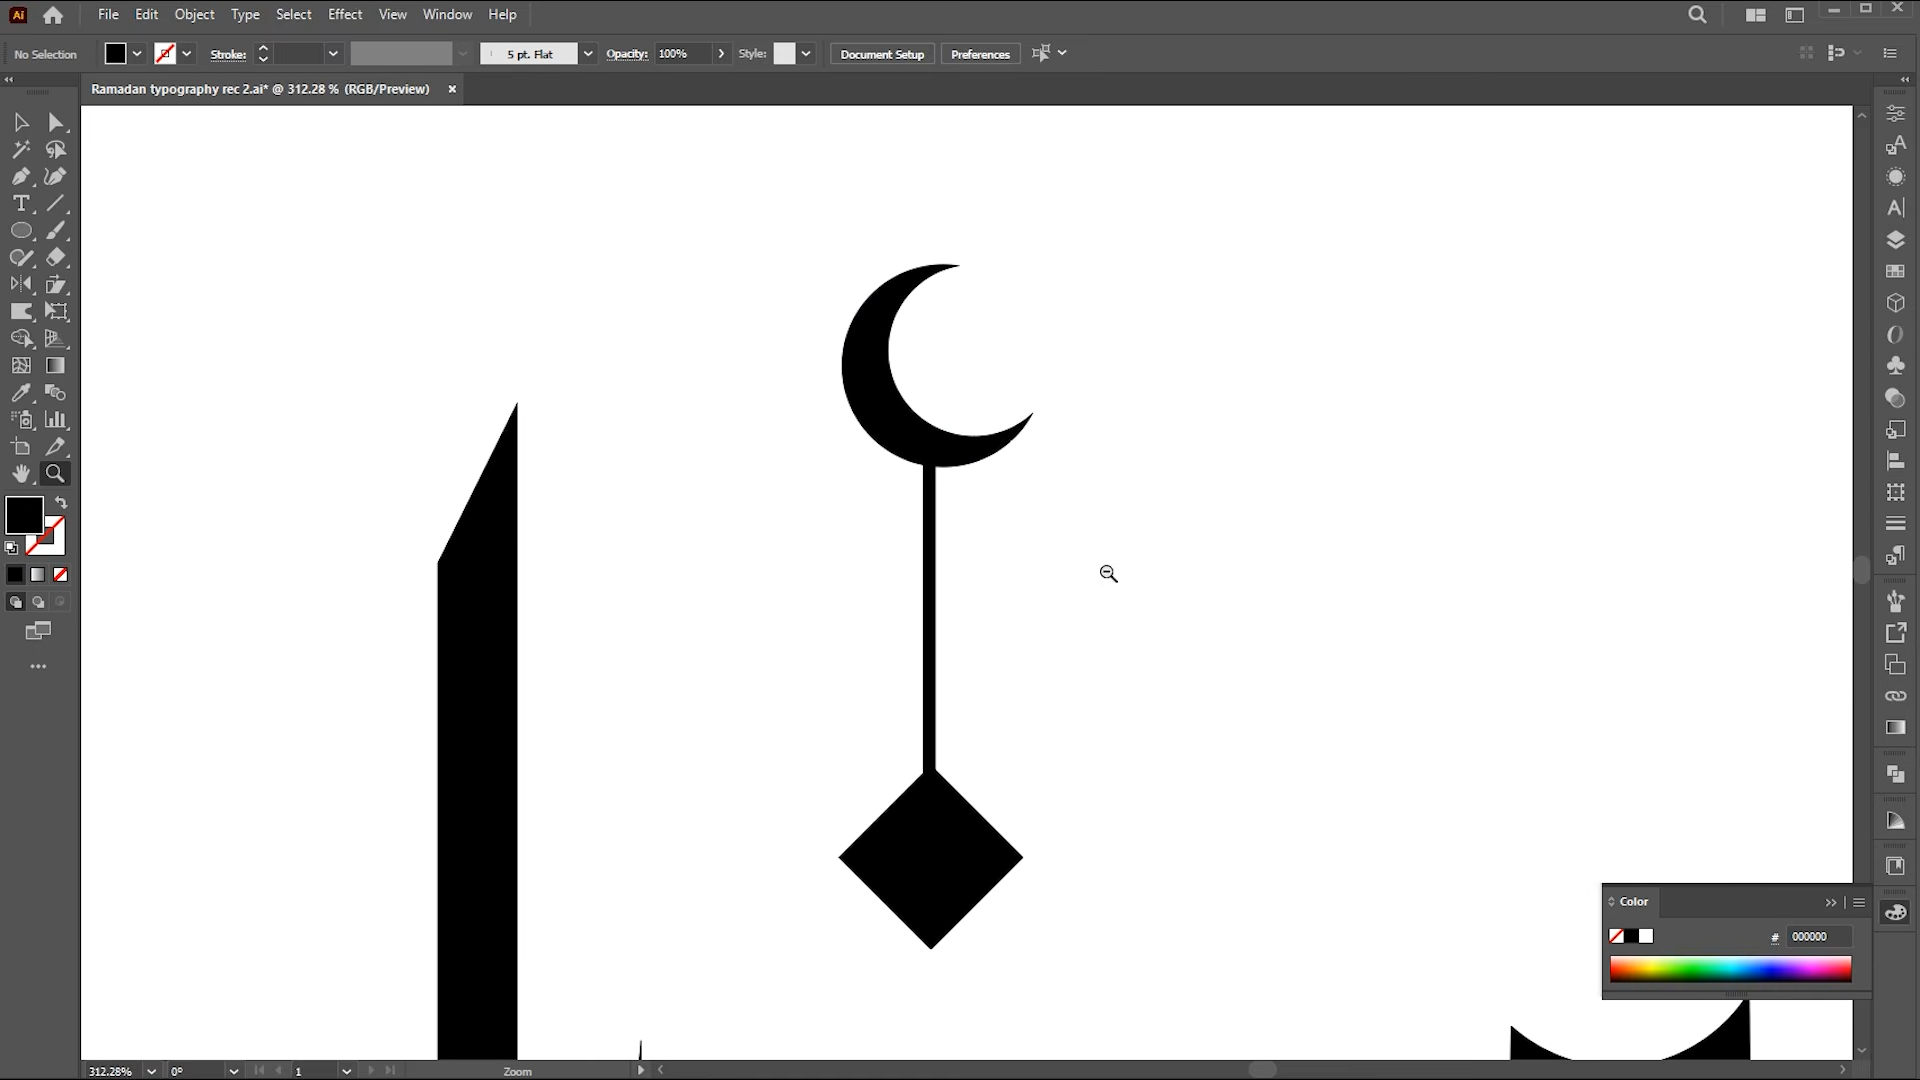 Ai File Edit Object Type Select Effect View Window Help
No Selection Stroke: 5 pt. Flat Opacity: 100% Style: Document Setup Preferences
Ramadan typography rec 2.ai* @ 312.28 % (RGB/Preview)
Color
# 000000
312.28% 0° 1 Zoom